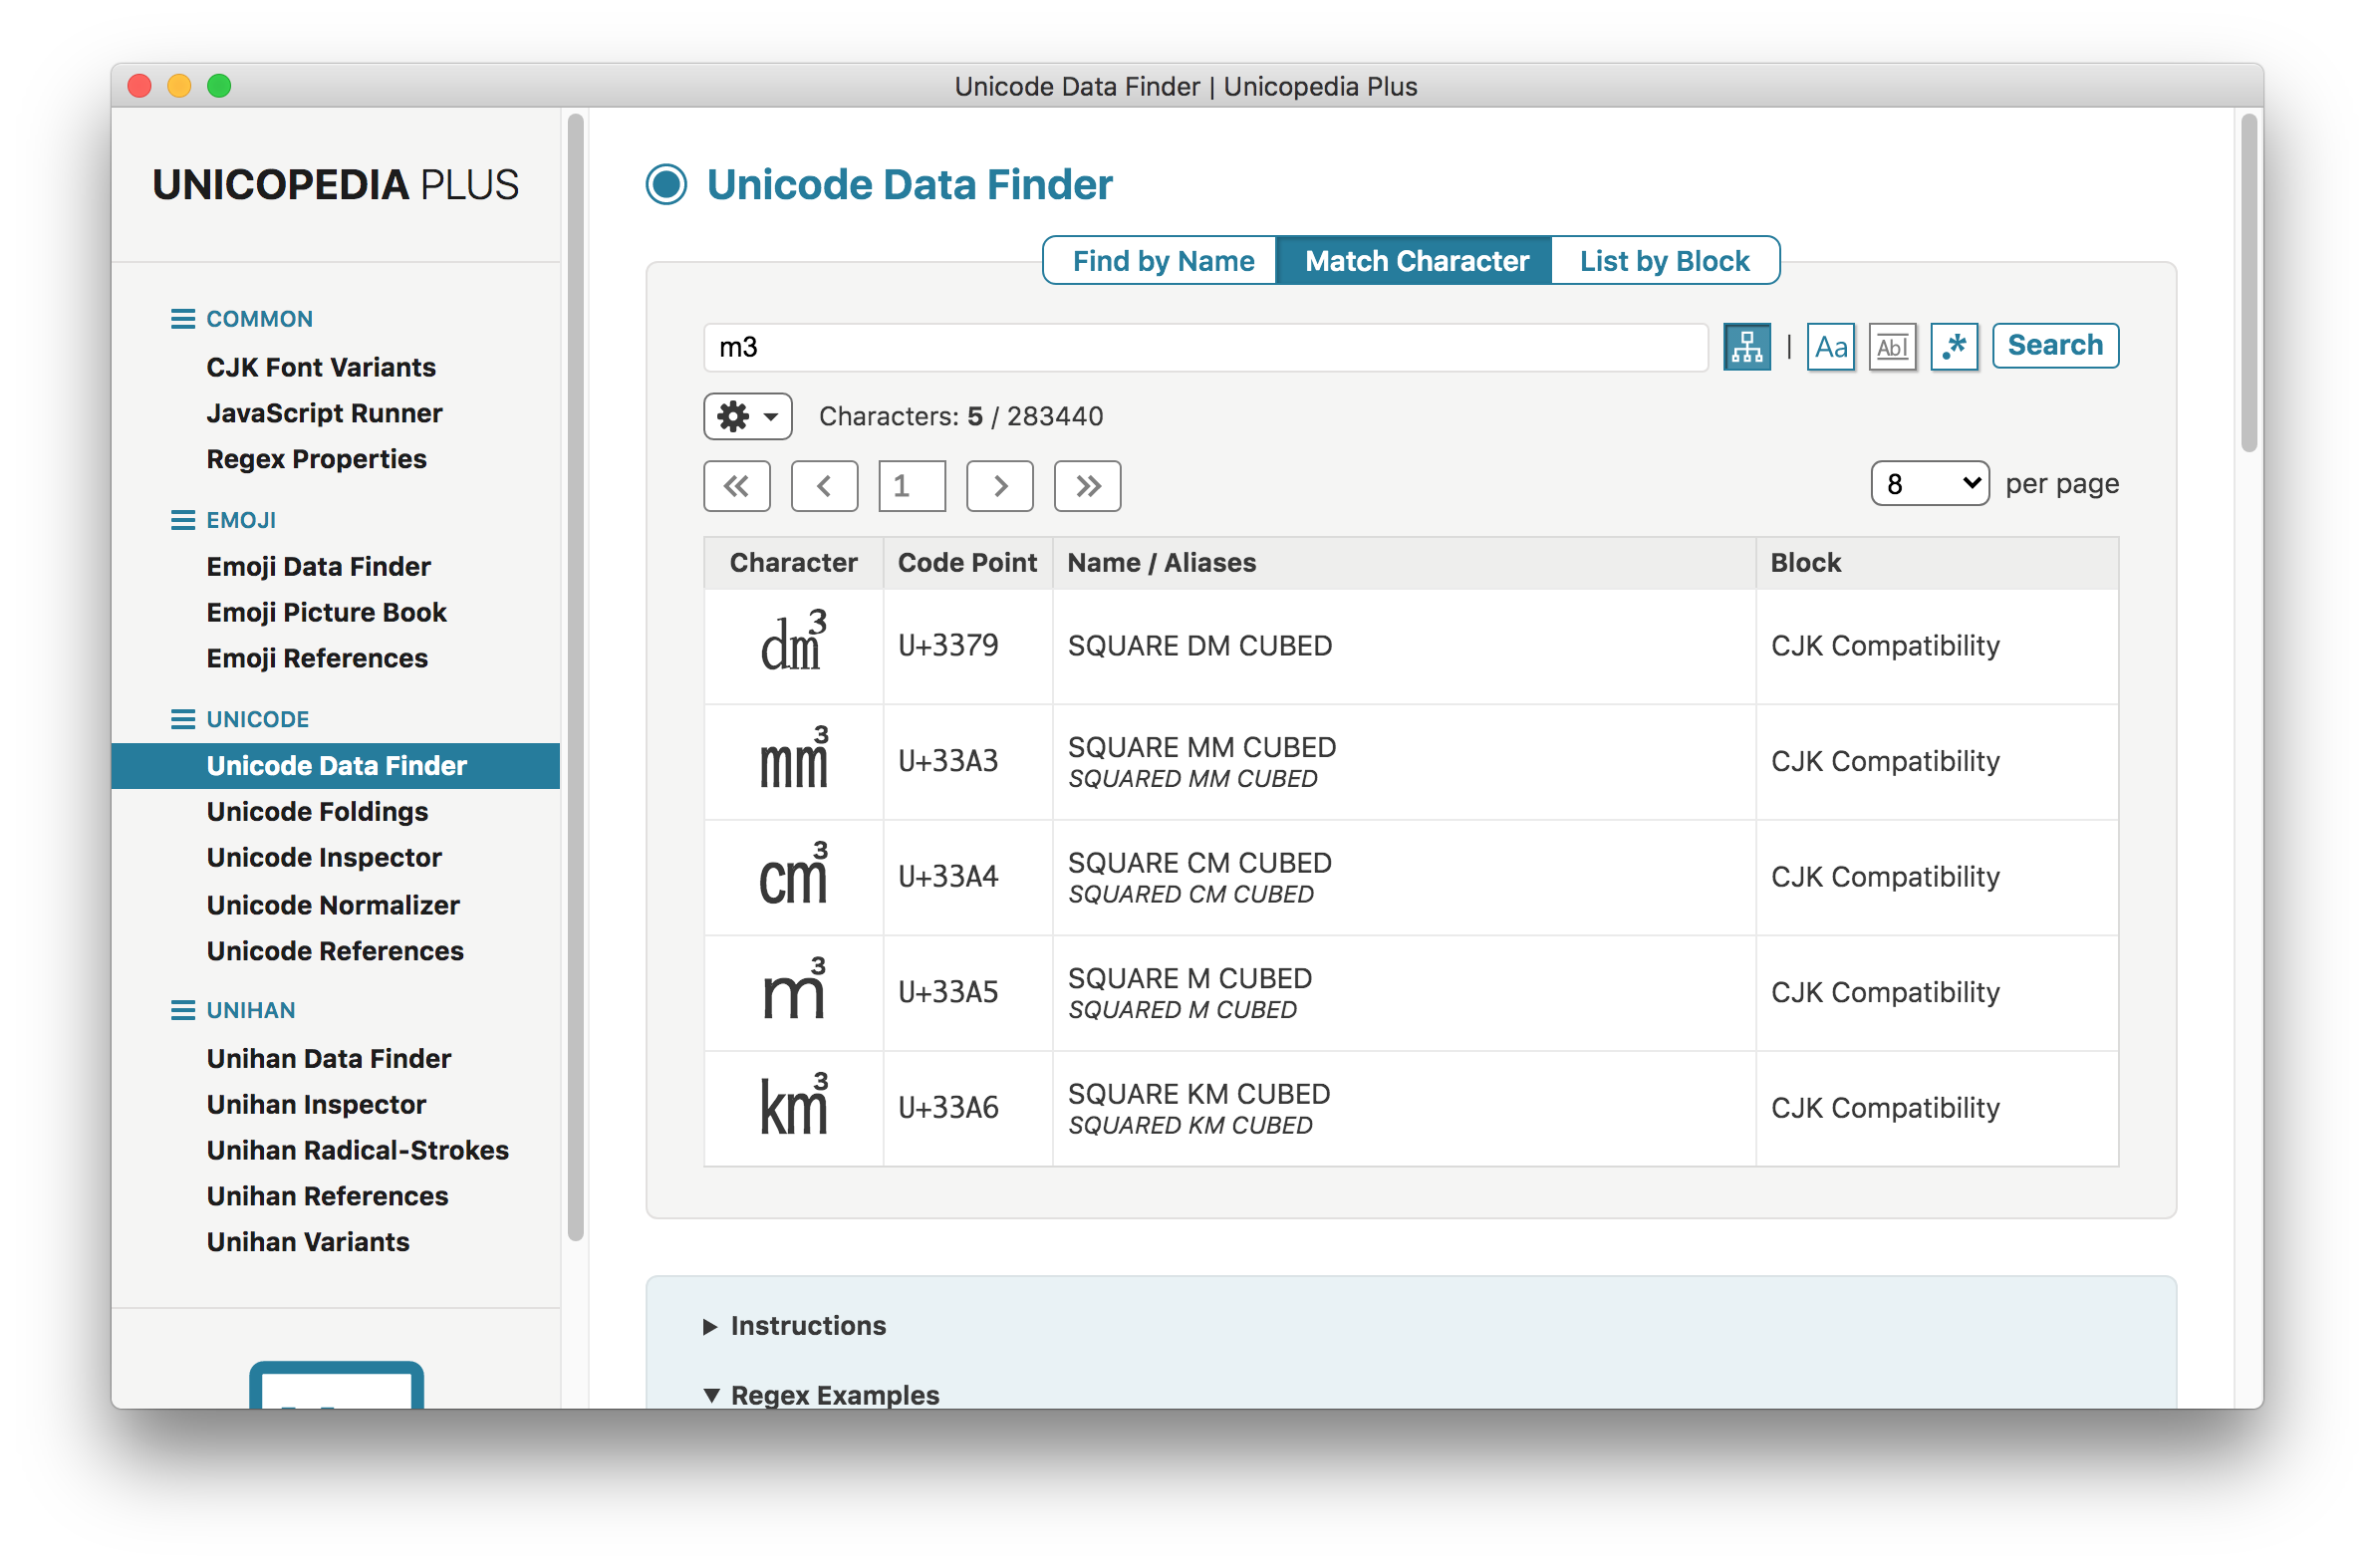 Unicode Data Finder | Unicopedia Plus
UNICOPEDIA PLUS
COMMON
CJK Font Variants
JavaScript Runner
Regex Properties
EMOJI
Emoji Data Finder
Emoji Picture Book
Emoji References
UNICODE
Unicode Data Finder
Unicode Foldings
Unicode Inspector
Unicode Normalizer
Unicode References
UNIHAN
Unihan Data Finder
Unihan Inspector
Unihan Radical-Strokes
Unihan References
Unihan Variants
Unicode Data Finder
Find by Name Match Character List by Block
m3 | Aa Ab| .* Search
Characters: 5 / 283440
« ‹ 1 › » 8 per page
Character Code Point Name / Aliases Block
㍹ U+3379 SQUARE DM CUBED CJK Compatibility
㎣ U+33A3 SQUARE MM CUBED CJK Compatibility
SQUARED MM CUBED
㎤ U+33A4 SQUARE CM CUBED CJK Compatibility
SQUARED CM CUBED
㎥ U+33A5 SQUARE M CUBED CJK Compatibility
SQUARED M CUBED
㎦ U+33A6 SQUARE KM CUBED CJK Compatibility
SQUARED KM CUBED
Instructions
Regex Examples